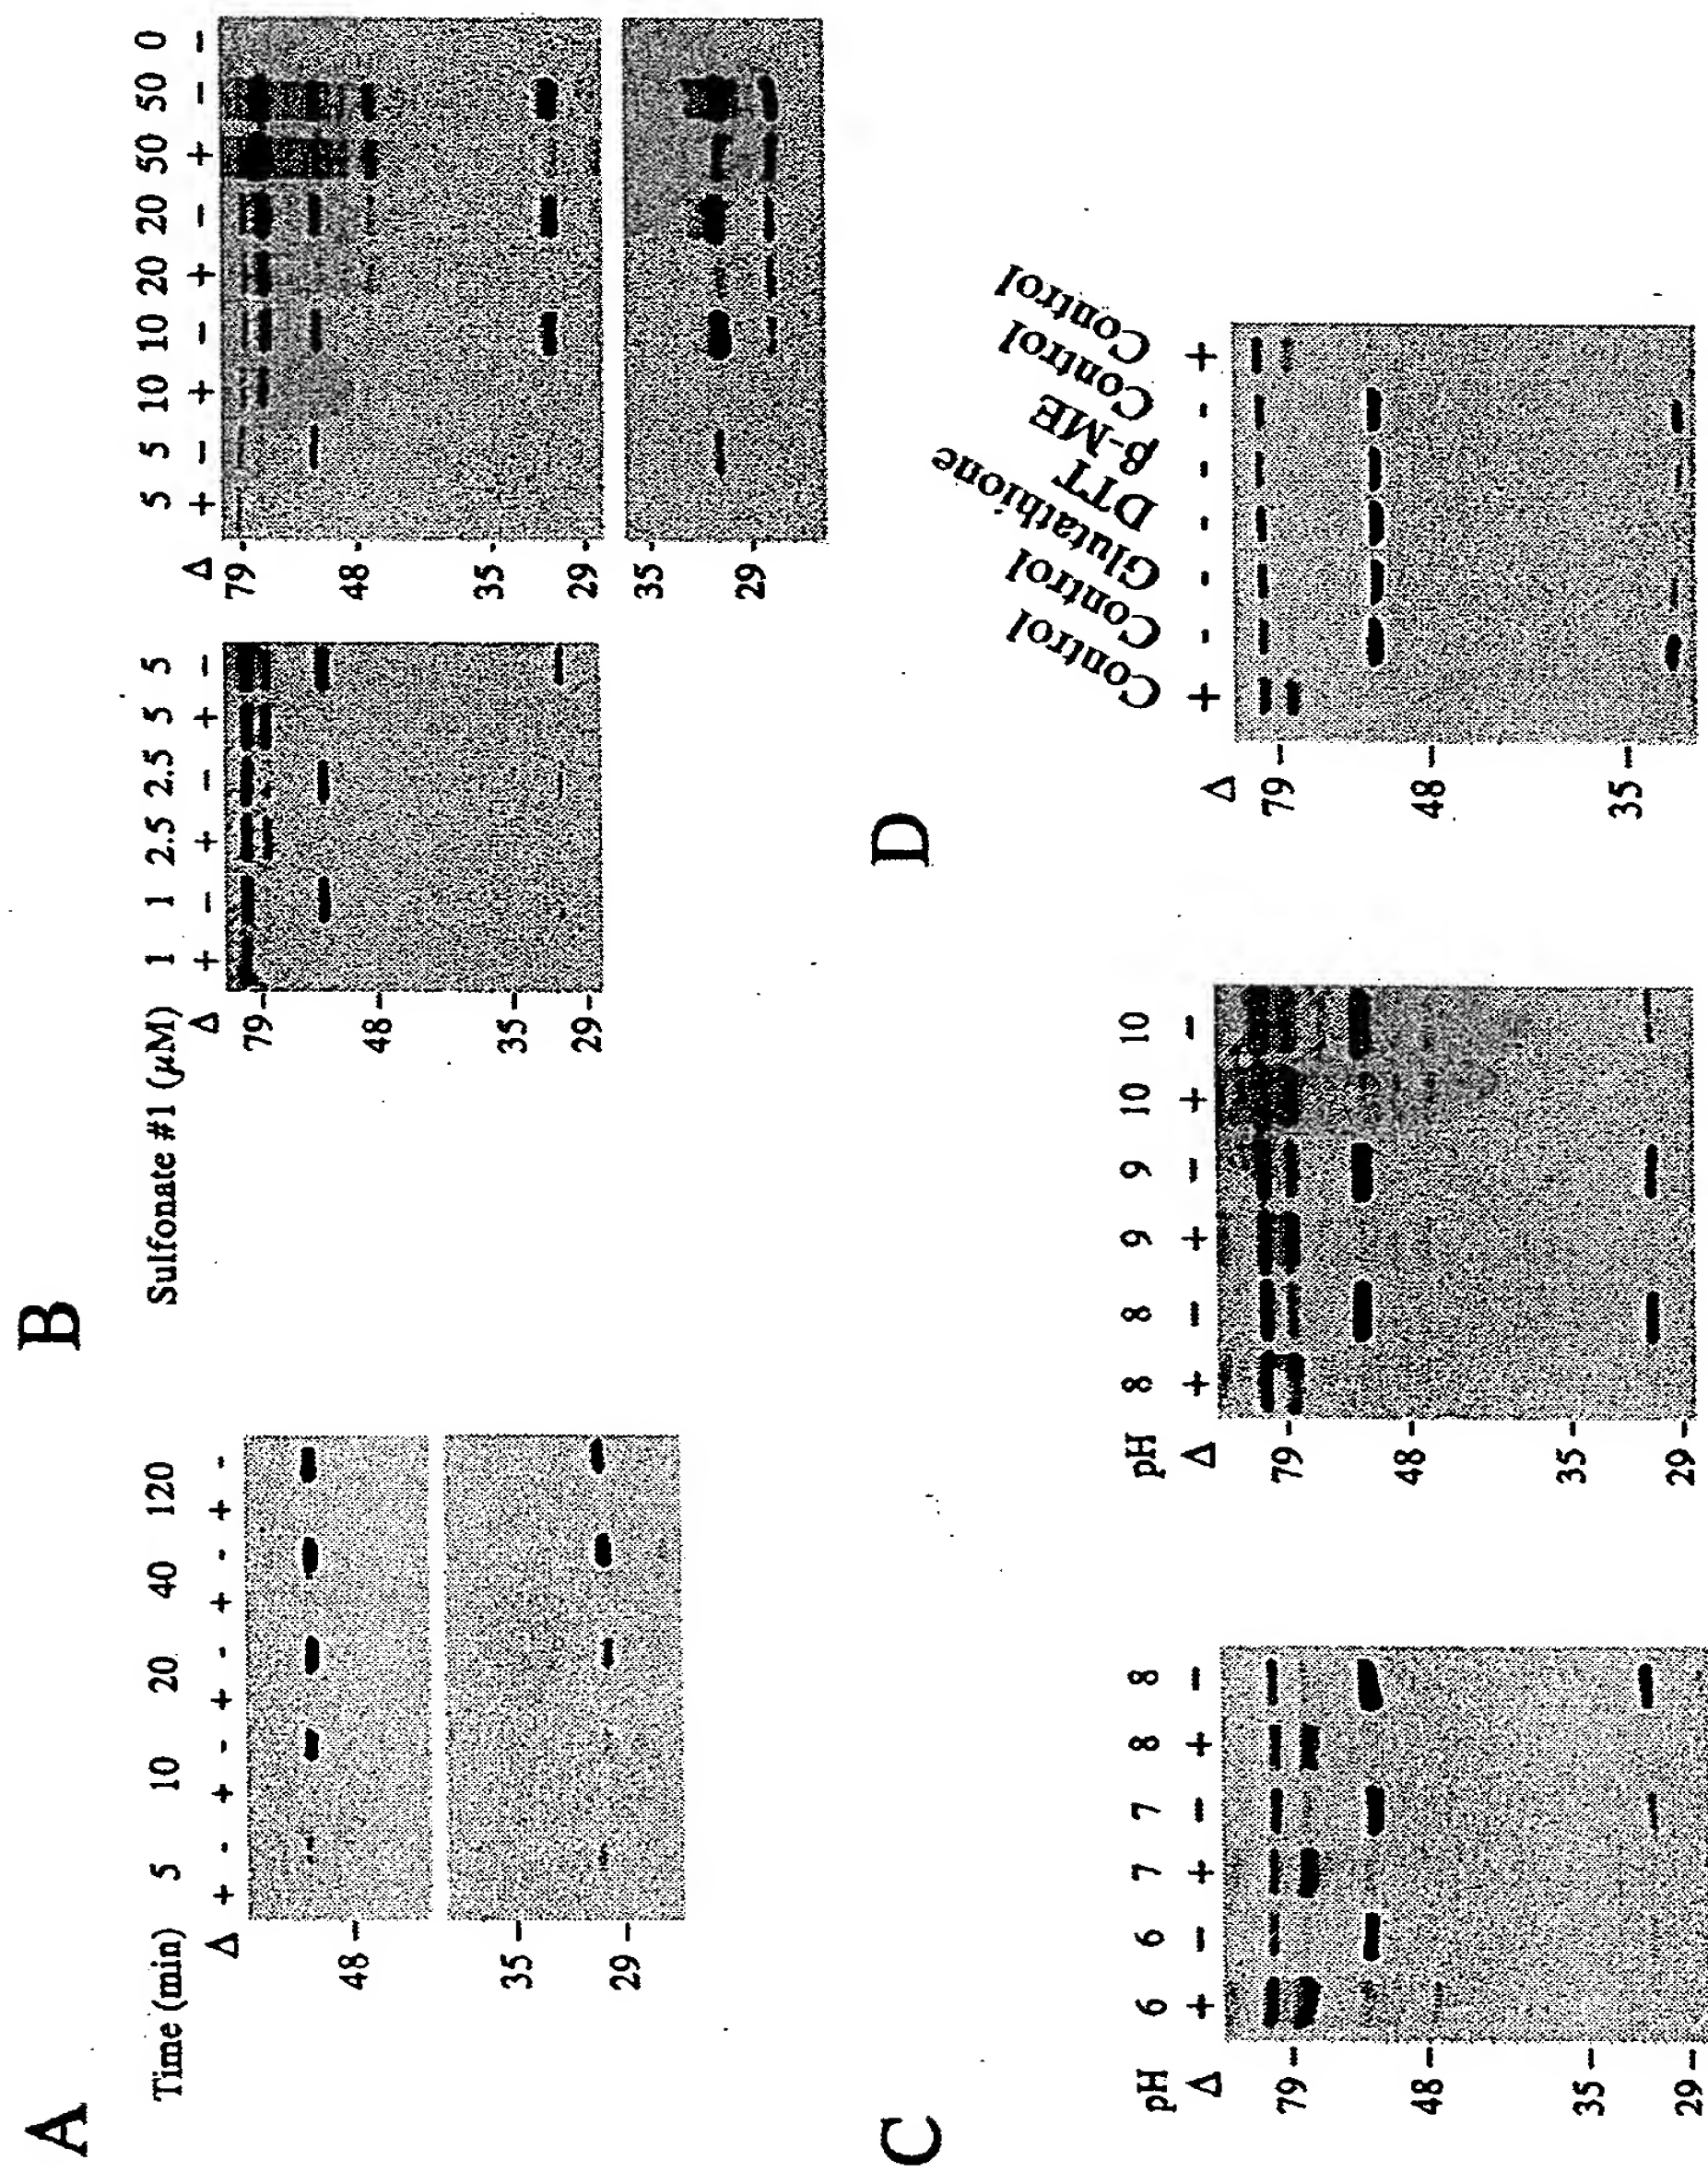 A
Time (min) 5 10 20 40 120
Δ + - + - + - + - + -
48-
35-
29-
B
Sulfonate #1 (μM) 1 1 2.5 2.5 5 5
Δ + - + - + -
79-
48-
35-
29-
5 5 10 10 20 20 50 50 0
Δ + - + - + - + - -
79-
48-
35-
29-
35-
29-
C
pH 6 6 7 7 8 8
Δ + - + - + -
79-
48-
35-
29-
pH 8 8 9 9 10 10
Δ + - + - + -
79-
48-
35-
29-
D
Control Control Glutathione DTT β-ME Control Control
Δ + - - - - - +
79-
48-
35-